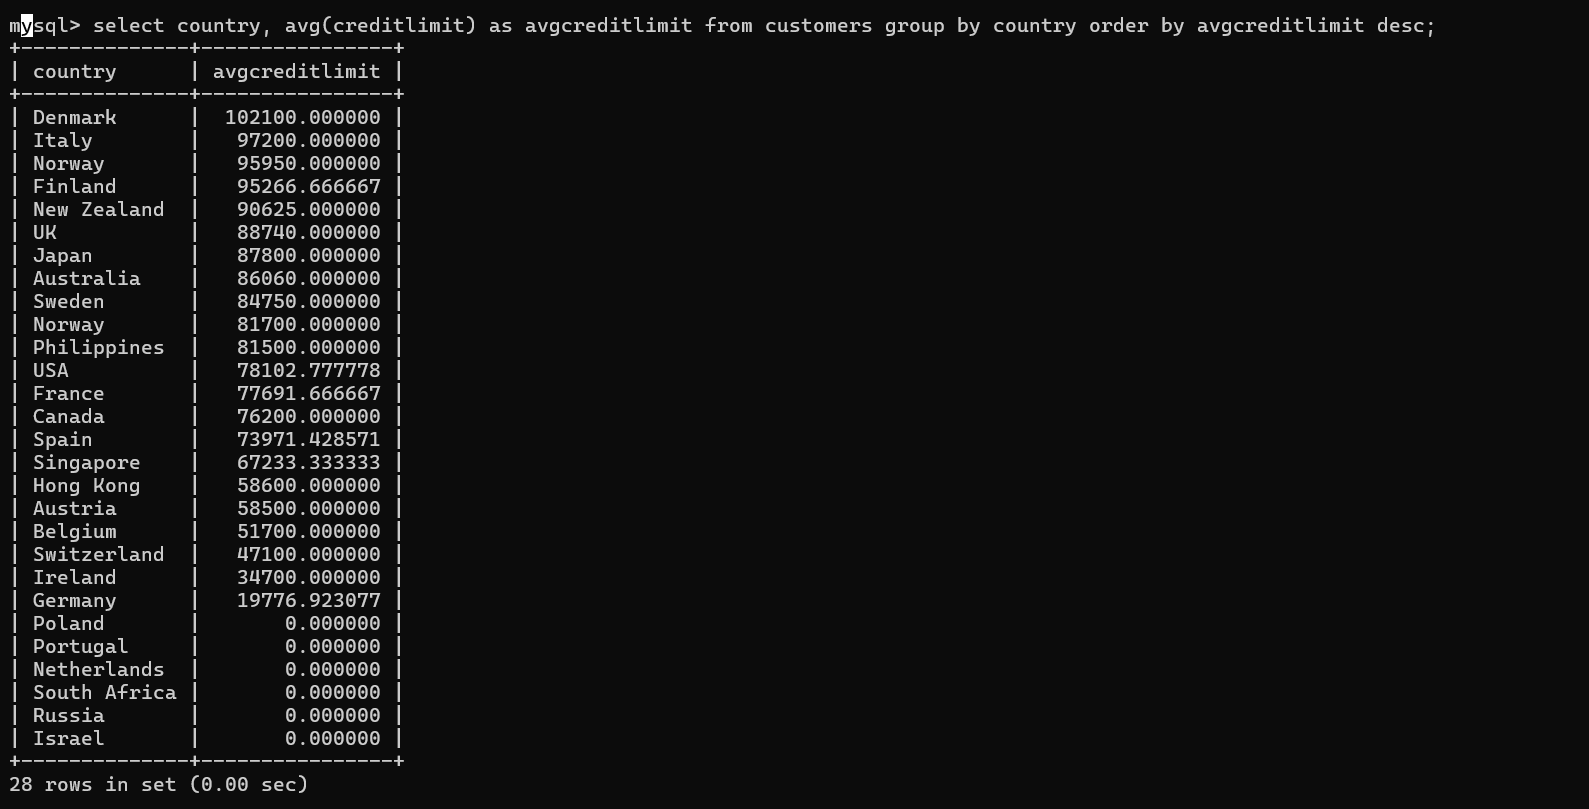 mysql> select country, avg(creditlimit) as avgcreditlimit from customers group by country order by avgcreditlimit desc;
+--------------+----------------+
| country      | avgcreditlimit |
+--------------+----------------+
| Denmark      |  102100.000000 |
| Italy        |   97200.000000 |
| Norway       |   95950.000000 |
| Finland      |   95266.666667 |
| New Zealand  |   90625.000000 |
| UK           |   88740.000000 |
| Japan        |   87800.000000 |
| Australia    |   86060.000000 |
| Sweden       |   84750.000000 |
| Norway       |   81700.000000 |
| Philippines  |   81500.000000 |
| USA          |   78102.777778 |
| France       |   77691.666667 |
| Canada       |   76200.000000 |
| Spain        |   73971.428571 |
| Singapore    |   67233.333333 |
| Hong Kong    |   58600.000000 |
| Austria      |   58500.000000 |
| Belgium      |   51700.000000 |
| Switzerland  |   47100.000000 |
| Ireland      |   34700.000000 |
| Germany      |   19776.923077 |
| Poland       |       0.000000 |
| Portugal     |       0.000000 |
| Netherlands  |       0.000000 |
| South Africa |       0.000000 |
| Russia       |       0.000000 |
| Israel       |       0.000000 |
+--------------+----------------+
28 rows in set (0.00 sec)